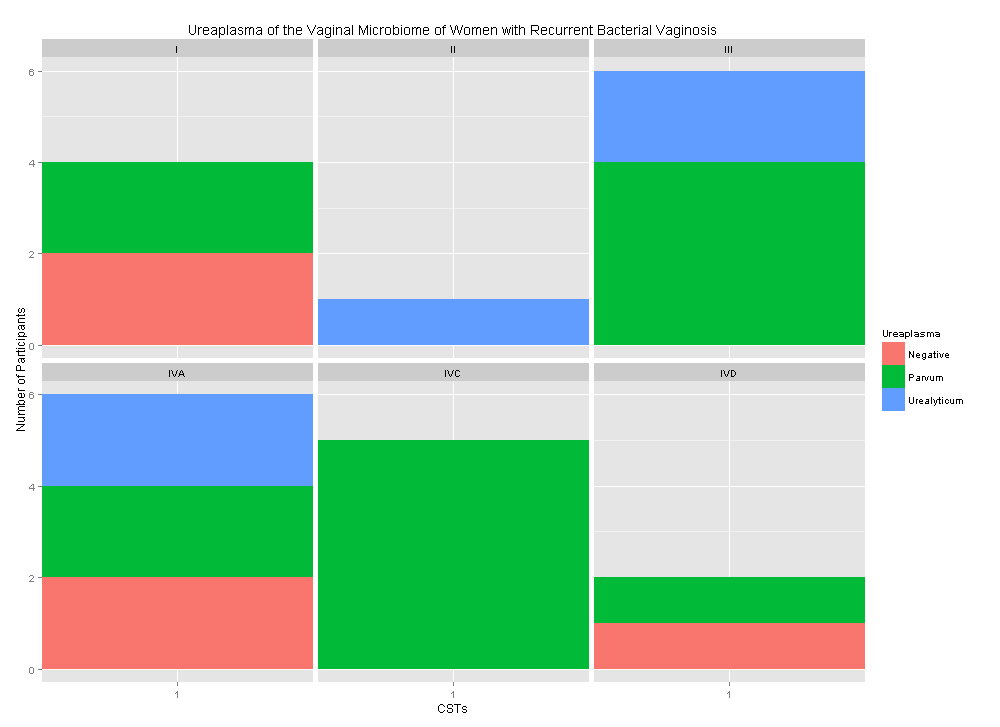 Ureaplasma of the Vaginal Microbiome of Women with Recurrent Bacterial Vaginosis
I
II
III
6
4
2
0
Number of Participants
IVA
IVC
IVD
6
4
2
0
1
1
1
CSTs
Ureaplasma
Negative
Parvum
Urealyticum